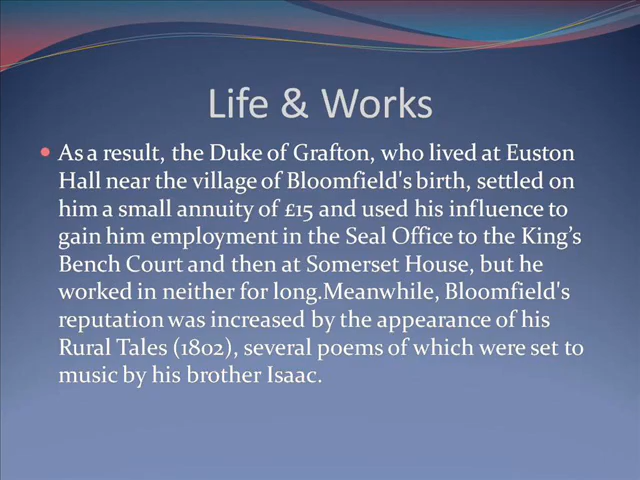 Life & Works
As a result, the Duke of Grafton, who lived at Euston
Hall near the village of Bloomfield's birth, settled on
him a small annuity of £15 and used his influence to
gain him employment in the Seal Office to the King's
Bench Court and then at Somerset House, but he
worked in neither for long.Meanwhile, Bloomfield's
reputation was increased by the appearance of his
Rural Tales (1802), several poems of which were set to
music by his brother Isaac.